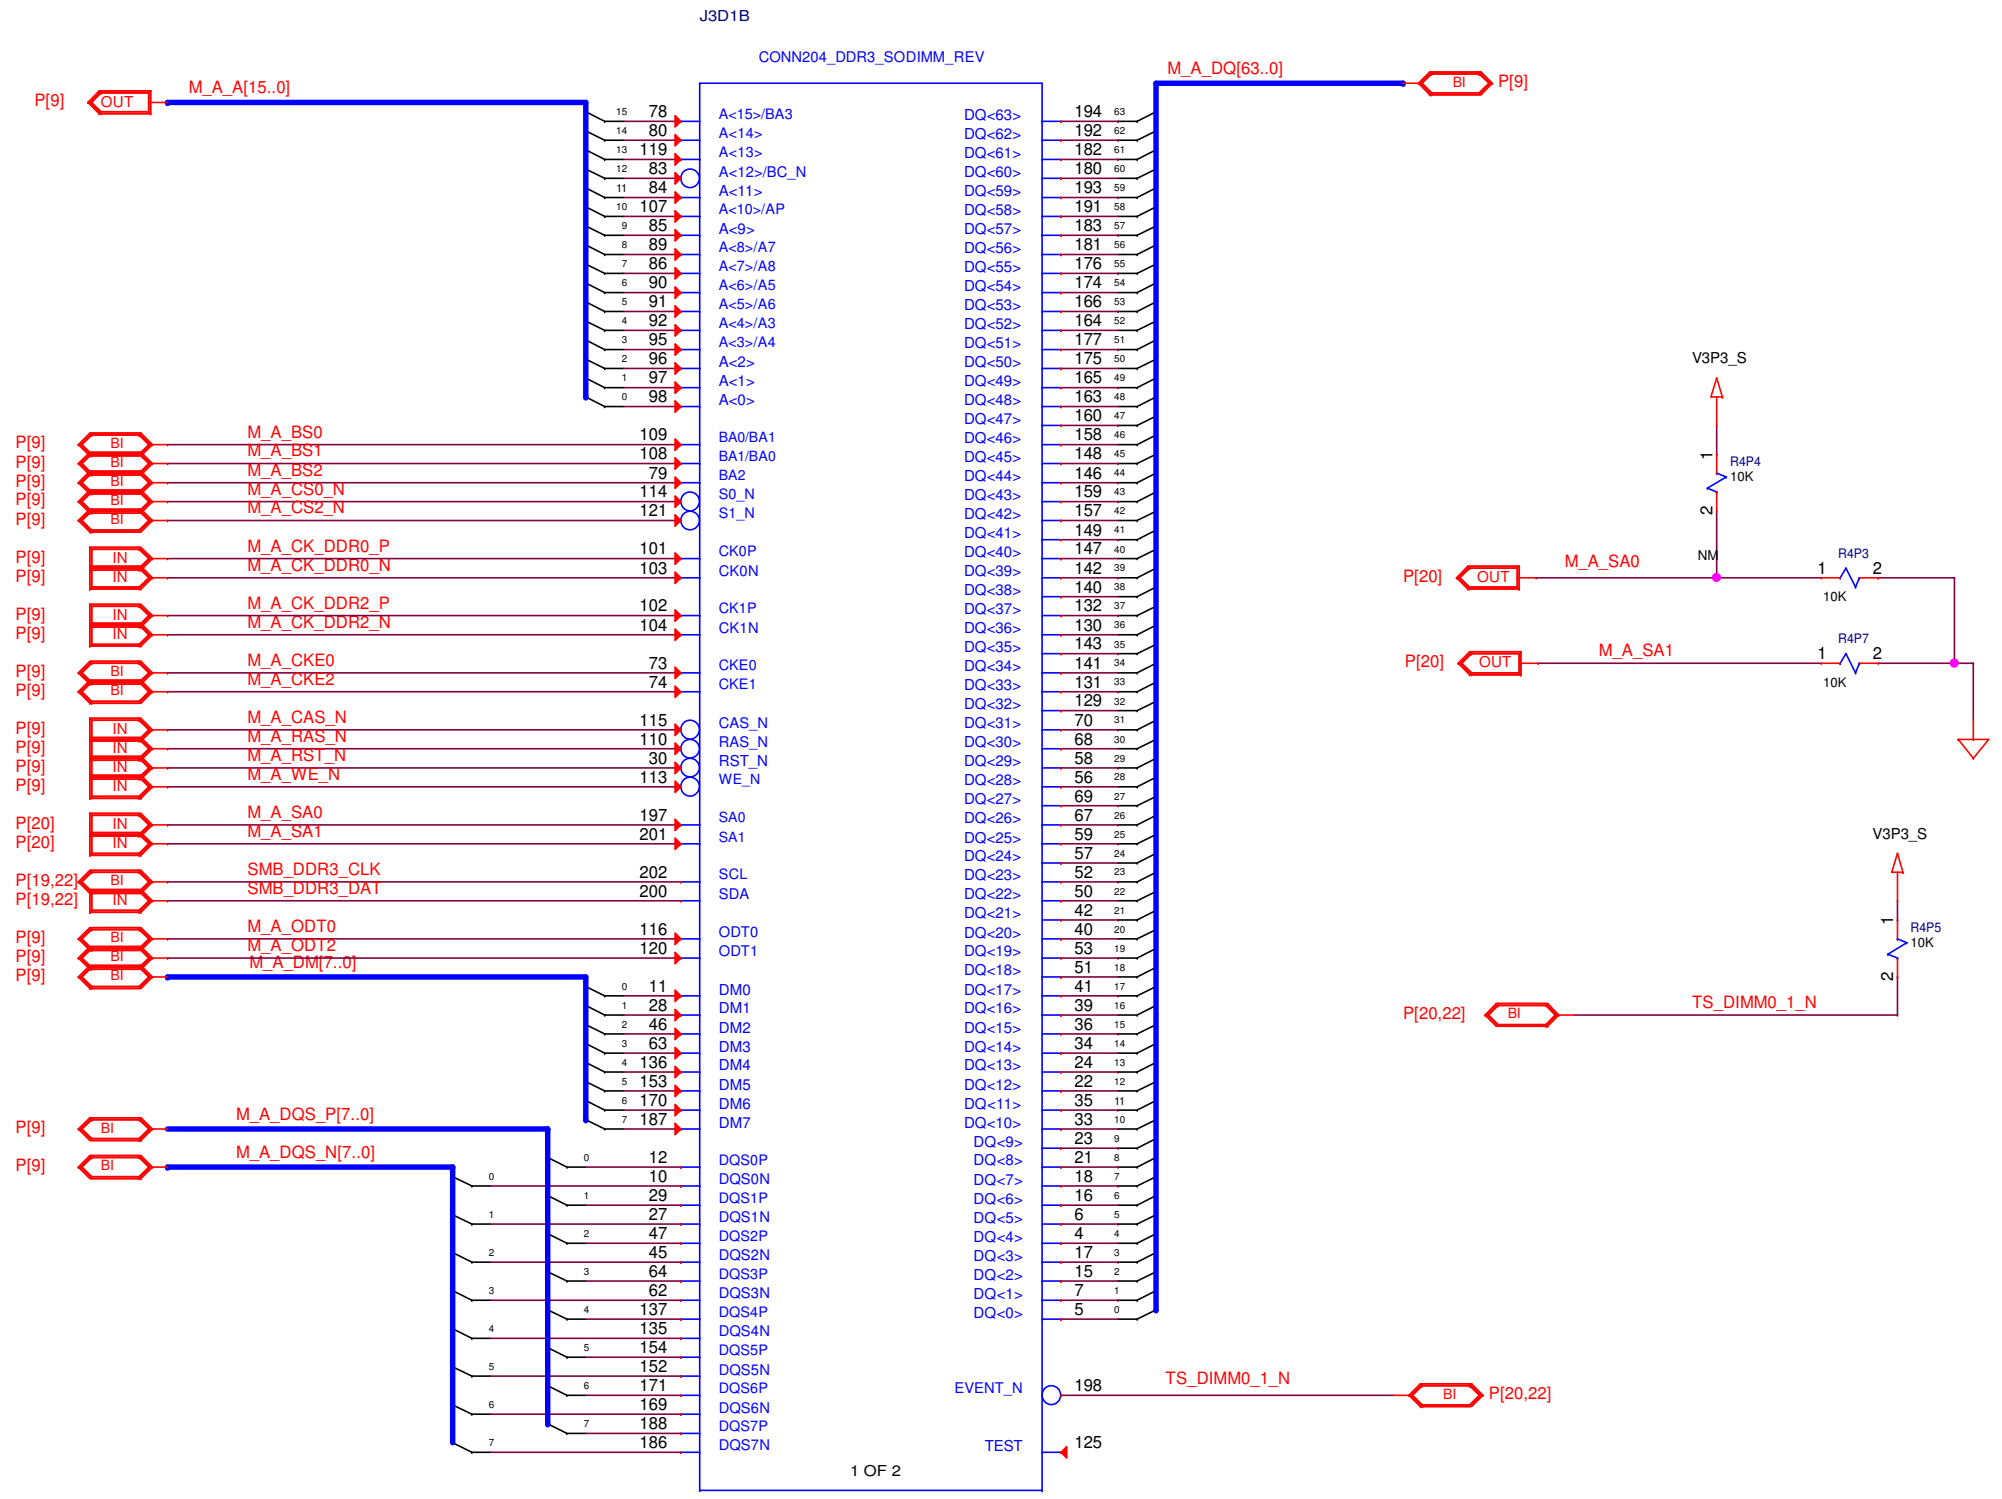 J3D1B
CONN204_DDR3_SODIMM_REV
P[9] OUT M_A_A[15..0]
M_A_DQ[63..0] BI P[9]
15 78 A<15>/BA3 DQ<63> 194 63
14 80 A<14> DQ<62> 192 62
13 119 A<13> DQ<61> 182 61
12 83 A<12>/BC_N DQ<60> 180 60
11 84 A<11> DQ<59> 193 59
10 107 A<10>/AP DQ<58> 191 58
9 85 A<9> DQ<57> 183 57
8 89 A<8>/A7 DQ<56> 181 56
7 86 A<7>/A8 DQ<55> 176 55
6 90 A<6>/A5 DQ<54> 174 54
5 91 A<5>/A6 DQ<53> 166 53
4 92 A<4>/A3 DQ<52> 164 52
3 95 A<3>/A4 DQ<51> 177 51
2 96 A<2> DQ<50> 175 50
1 97 A<1> DQ<49> 165 49
0 98 A<0> DQ<48> 163 48
DQ<47> 160 47
P[9] BI M_A_BS0 109 BA0/BA1 DQ<46> 158 46
P[9] BI M_A_BS1 108 BA1/BA0 DQ<45> 148 45
P[9] BI M_A_BS2 79 BA2 DQ<44> 146 44
P[9] BI M_A_CS0_N 114 S0_N DQ<43> 159 43
P[9] BI M_A_CS2_N 121 S1_N DQ<42> 157 42
DQ<41> 149 41
P[9] IN M_A_CK_DDR0_P 101 CK0P DQ<40> 147 40
P[9] IN M_A_CK_DDR0_N 103 CK0N DQ<39> 142 39
DQ<38> 140 38
P[9] IN M_A_CK_DDR2_P 102 CK1P DQ<37> 132 37
P[9] IN M_A_CK_DDR2_N 104 CK1N DQ<36> 130 36
DQ<35> 143 35
P[9] BI M_A_CKE0 73 CKE0 DQ<34> 141 34
P[9] BI M_A_CKE2 74 CKE1 DQ<33> 131 33
DQ<32> 129 32
P[9] IN M_A_CAS_N 115 CAS_N DQ<31> 70 31
P[9] IN M_A_RAS_N 110 RAS_N DQ<30> 68 30
P[9] IN M_A_RST_N 30 RST_N DQ<29> 58 29
P[9] IN M_A_WE_N 113 WE_N DQ<28> 56 28
DQ<27> 69 27
P[20] IN M_A_SA0 197 SA0 DQ<26> 67 26
P[20] IN M_A_SA1 201 SA1 DQ<25> 59 25
DQ<24> 57 24
P[19,22] BI SMB_DDR3_CLK 202 SCL DQ<23> 52 23
P[19,22] IN SMB_DDR3_DAT 200 SDA DQ<22> 50 22
DQ<21> 42 21
P[9] BI M_A_ODT0 116 ODT0 DQ<20> 40 20
P[9] BI M_A_ODT2 120 ODT1 DQ<19> 53 19
P[9] BI M_A_DM[7..0] DQ<18> 51 18
0 11 DM0 DQ<17> 41 17
1 28 DM1 DQ<16> 39 16
2 46 DM2 DQ<15> 36 15
3 63 DM3 DQ<14> 34 14
4 136 DM4 DQ<13> 24 13
5 153 DM5 DQ<12> 22 12
6 170 DM6 DQ<11> 35 11
7 187 DM7 DQ<10> 33 10
P[9] BI M_A_DQS_P[7..0]
DQ<9> 23 9
P[9] BI M_A_DQS_N[7..0]
0 12 DQS0P DQ<8> 21 8
0 10 DQS0N DQ<7> 18 7
1 29 DQS1P DQ<6> 16 6
1 27 DQS1N DQ<5> 6 5
2 47 DQS2P DQ<4> 4 4
2 45 DQS2N DQ<3> 17 3
3 64 DQS3P DQ<2> 15 2
3 62 DQS3N DQ<1> 7 1
4 137 DQS4P DQ<0> 5 0
4 135 DQS4N
5 154 DQS5P
5 152 DQS5N
6 171 DQS6P EVENT_N 198 TS_DIMM0_1_N BI P[20,22]
6 169 DQS6N
7 188 DQS7P
7 186 DQS7N TEST 125
1 OF 2
V3P3_S
1
R4P4
10K
2
NM
P[20] OUT M_A_SA0 1 R4P3 2
10K
P[20] OUT M_A_SA1 1 R4P7 2
10K
V3P3_S
1
R4P5
10K
2
P[20,22] BI TS_DIMM0_1_N